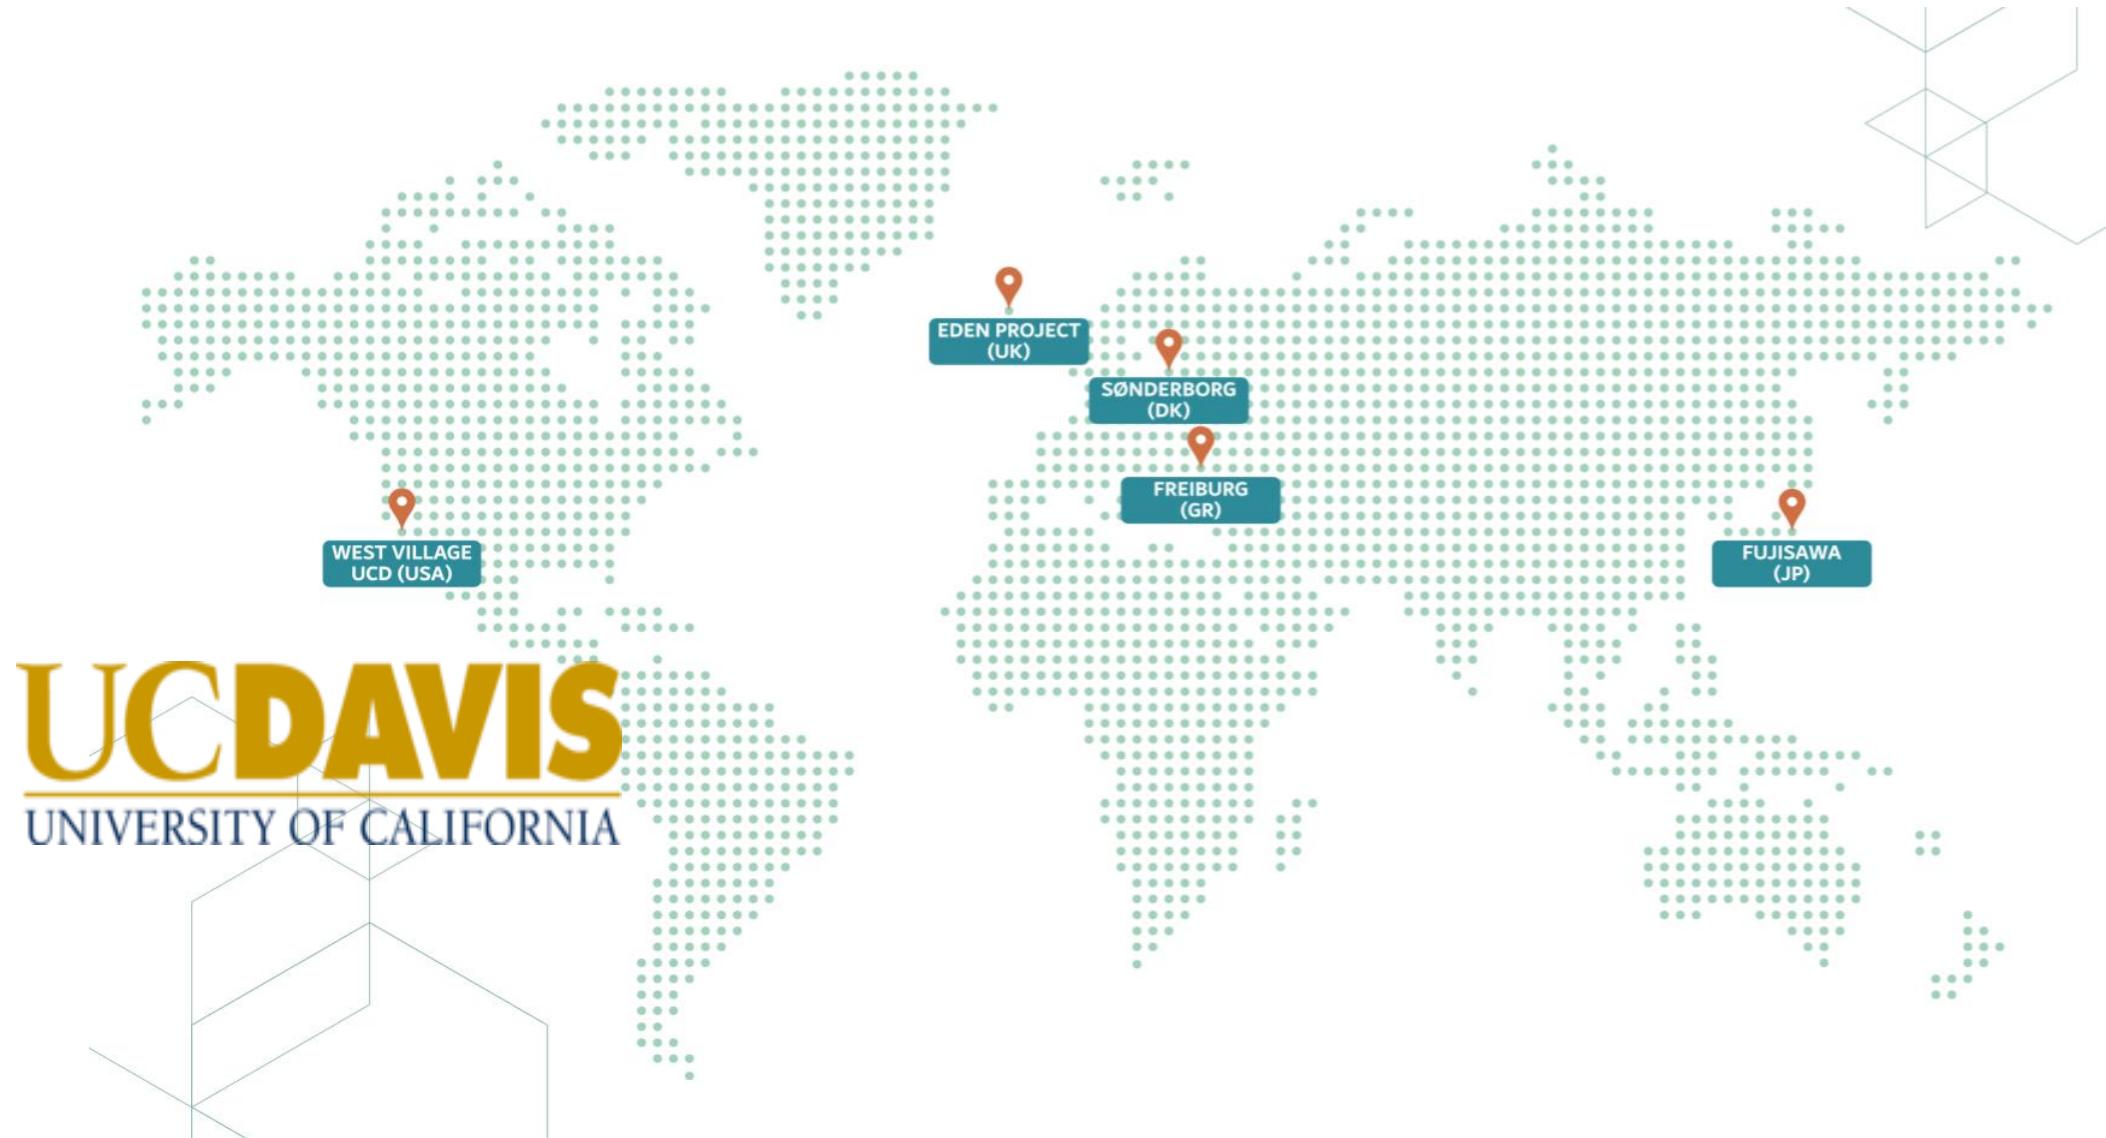 EDEN PROJECT
(UK)
SØNDERBORG
(DK)
FREIBURG
(GR)
WEST VILLAGE
UCD (USA)
FUJISAWA
(JP)
UCDAVIS
UNIVERSITY OF CALIFORNIA